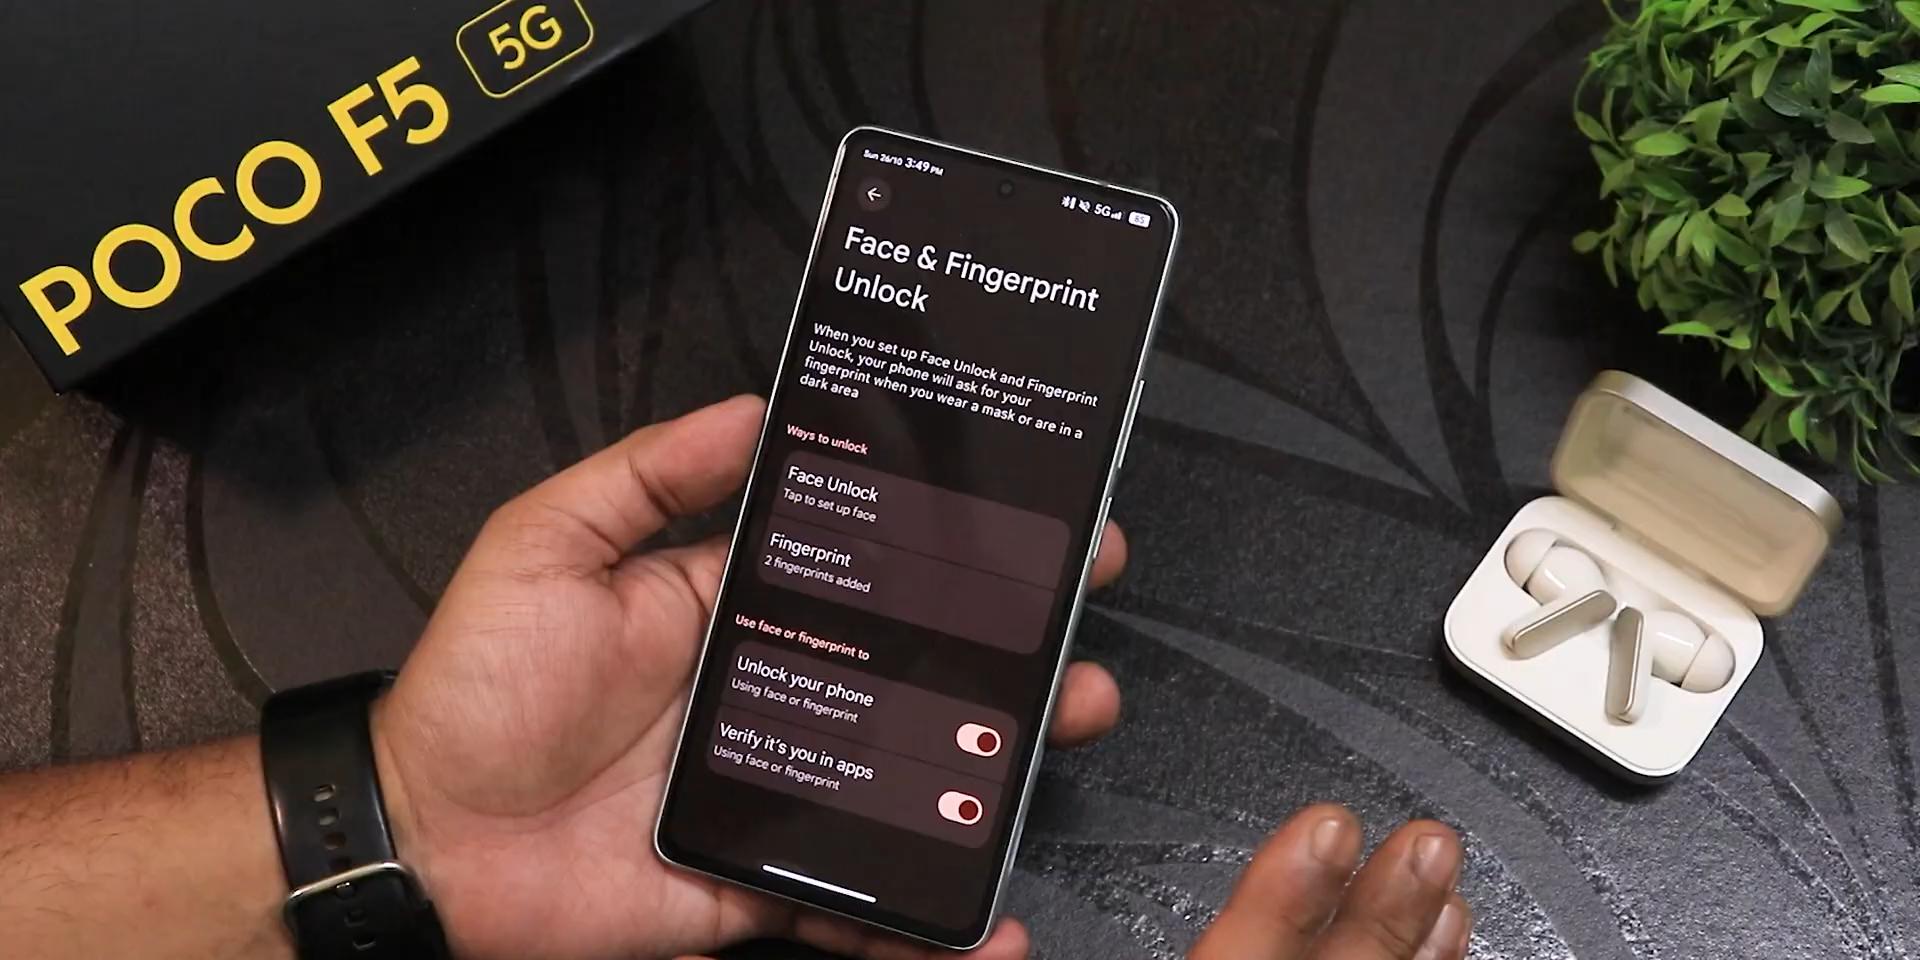 POCO F5 5G
Sun 26/10 3:49 PM
5G 85
Face & Fingerprint
Unlock
When you set up Face Unlock and Fingerprint
Unlock, your phone will ask for your
fingerprint when you wear a mask or are in a
dark area
Ways to unlock
Face Unlock
Tap to set up face
Fingerprint
2 fingerprints added
Use face or fingerprint to
Unlock your phone
Using face or fingerprint
Verify it's you in apps
Using face or fingerprint